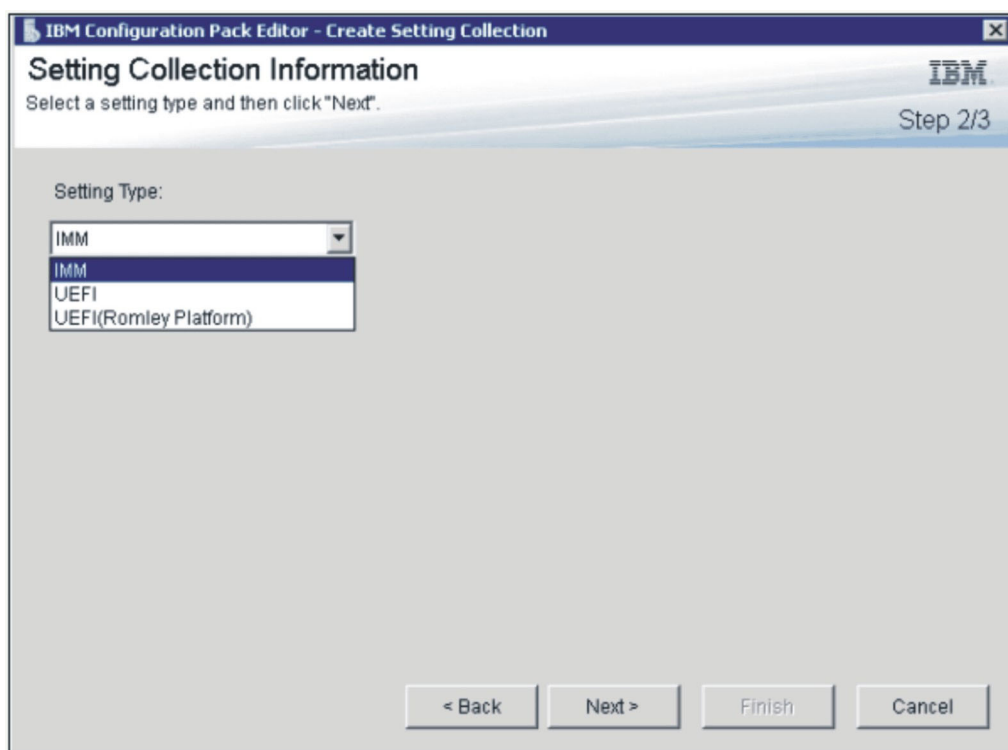 IBM Configuration Pack Editor - Create Setting Collection
Setting Collection Information
IBM
Select a setting type and then click "Next".
Step 2/3
Setting Type:
IMM
IMM
UEFI
UEFI(Romley Platform)
< Back
Next >
Finish
Cancel